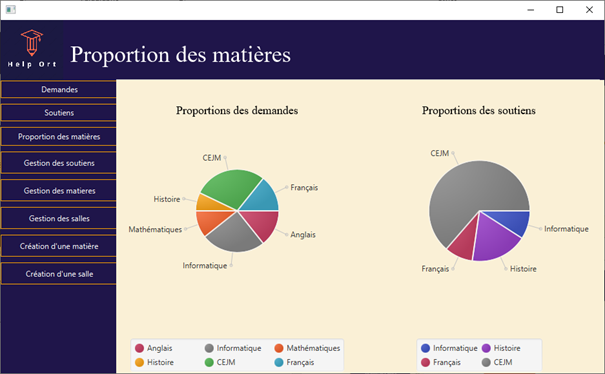 Help Ort
Proportion des matières
Demandes
Soutiens
Proportion des matières
Gestion des soutiens
Gestion des matieres
Gestion des salles
Création d'une matière
Création d'une salle
Proportions des demandes
CEJM
Français
Histoire
Mathématiques
Anglais
Informatique
Anglais
Informatique
Mathématiques
Histoire
CEJM
Français
Proportions des soutiens
CEJM
Informatique
Français
Histoire
Informatique
Histoire
Français
CEJM